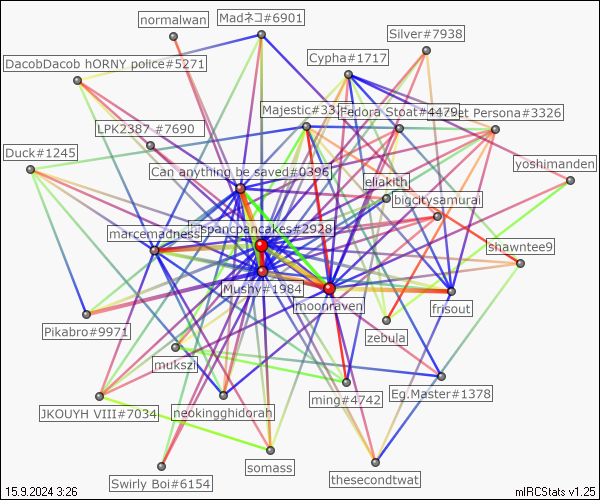 normalwan
Madネコ#6901
Silver#7938
DacobDacob hORNY police#5271
Cypha#1717
Majestic#33
Fedora Stoat#4479
et Persona#3326
LPK2387 #7690
Duck#1245
yoshimanden
Can anything be saved#0396
eliakith
bigcitysamurai
spancpancakes#2928
marcemadness
shawntee9
Mushy#1984
moonraven
frisout
Pikabro#9971
zebula
mukszi
ming#4742
Eg.Master#1378
JKOUYH VIII#7034
neokingghidorah
somass
thesecondtwat
Swirly Boi#6154
15.9.2024 3:26
mIRCStats v1.25